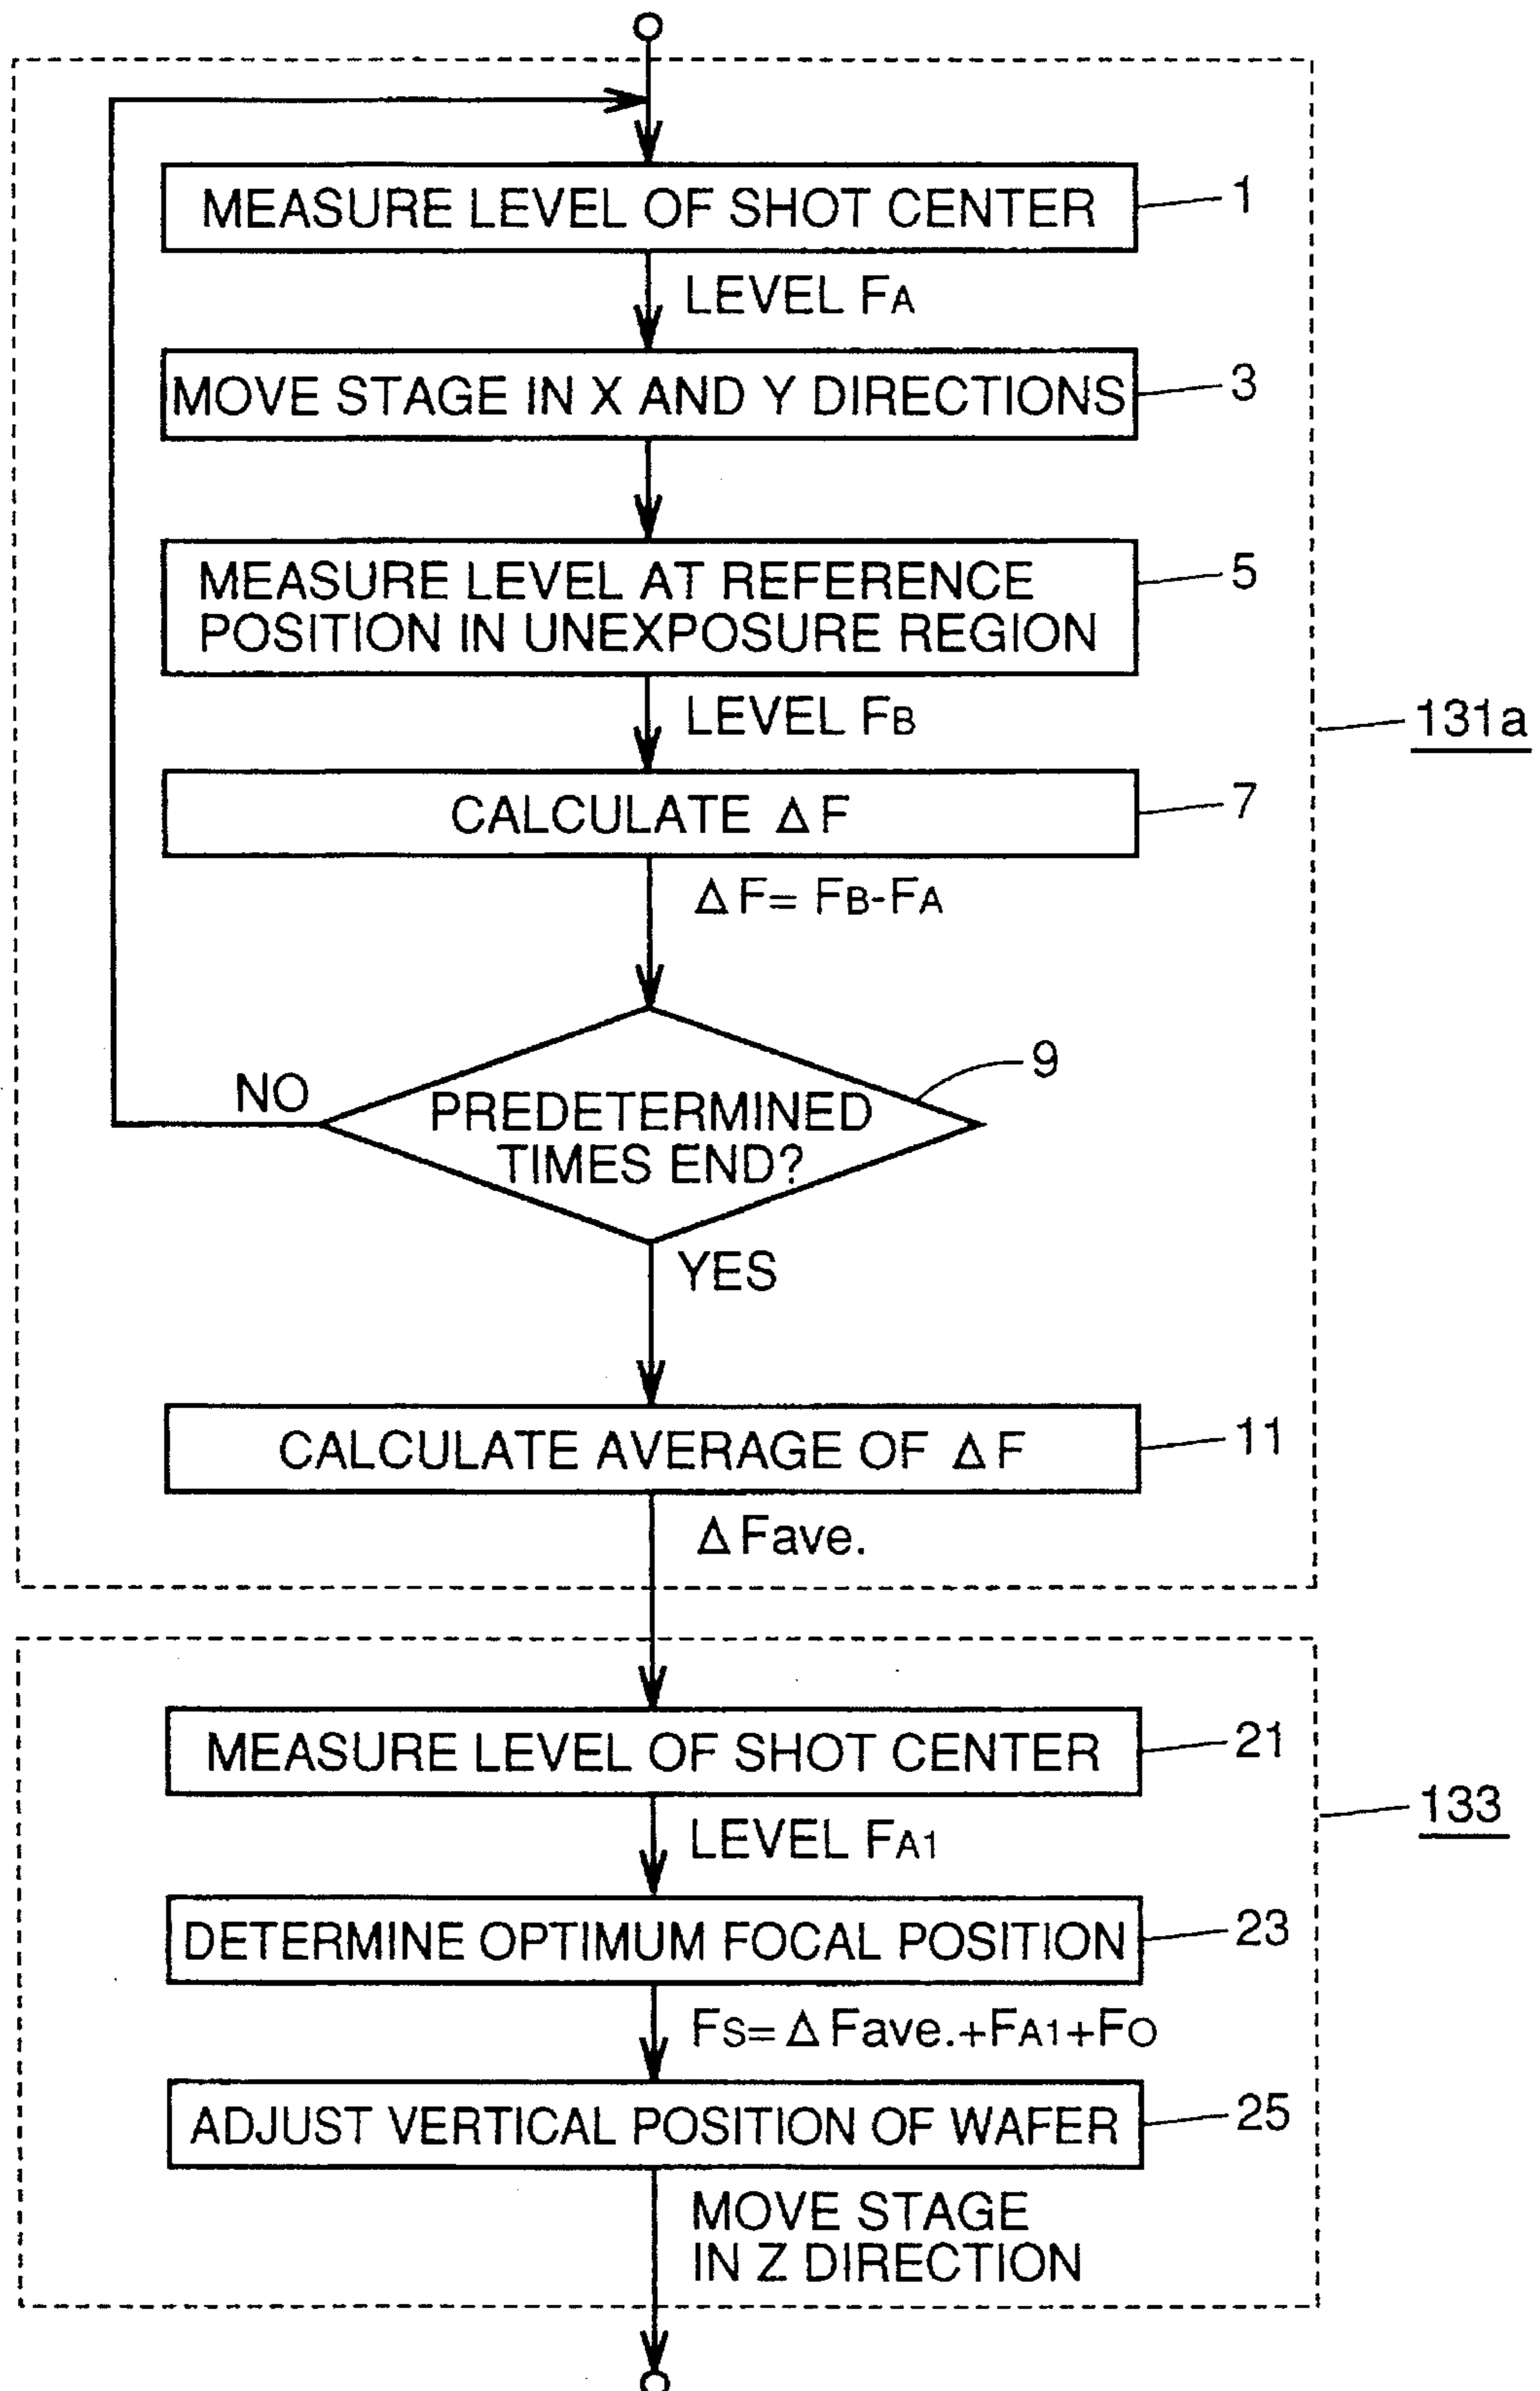 MEASURE LEVEL OF SHOT CENTER
1
LEVEL FA
MOVE STAGE IN X AND Y DIRECTIONS
3
MEASURE LEVEL AT REFERENCE
POSITION IN UNEXPOSURE REGION
5
LEVEL FB
131a
CALCULATE ΔF
7
ΔF= FB-FA
9
NO
PREDETERMINED
TIMES END?
YES
CALCULATE AVERAGE OF ΔF
11
ΔFave.
MEASURE LEVEL OF SHOT CENTER
21
133
LEVEL FA1
DETERMINE OPTIMUM FOCAL POSITION
23
FS=ΔFave.+FA1+FO
ADJUST VERTICAL POSITION OF WAFER
25
MOVE STAGE
IN Z DIRECTION